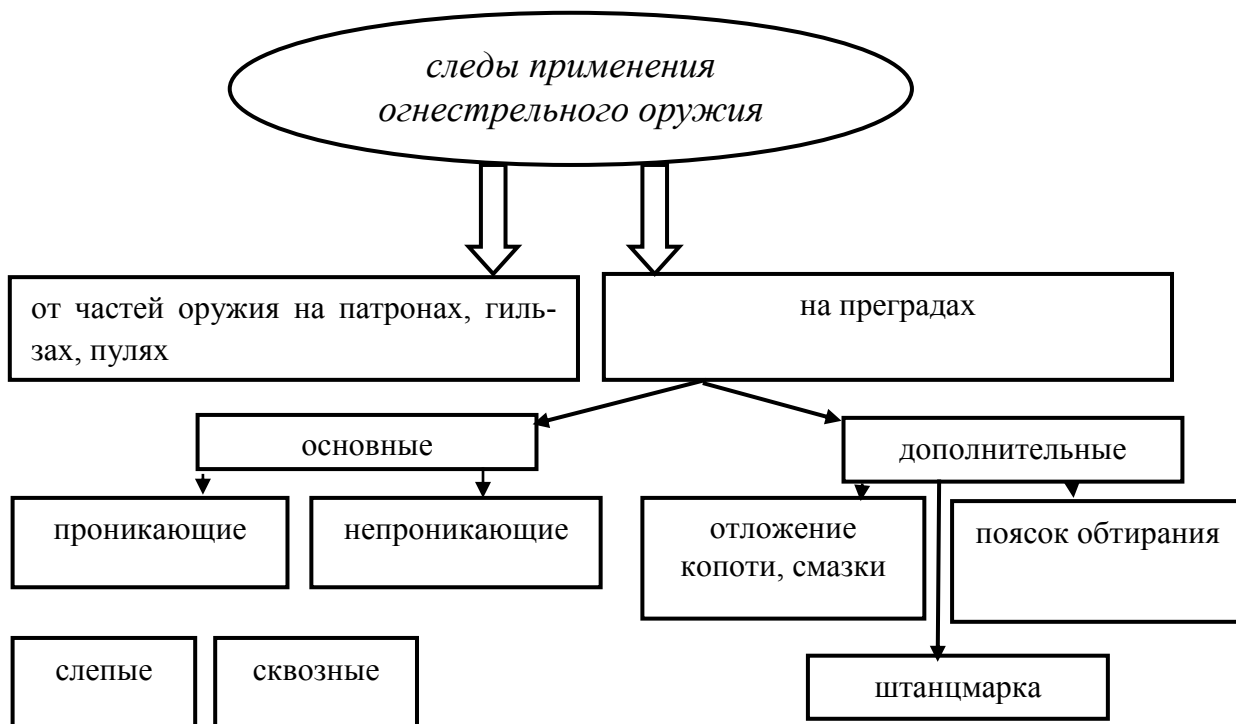 следы применения
огнестрельного оружия
от частей оружия на патронах, гиль-
зах, пулях
на преградах
основные
дополнительные
проникающие
непроникающие
отложение
копоти, смазки
поясок обтирания
слепые
сквозные
штанцмарка